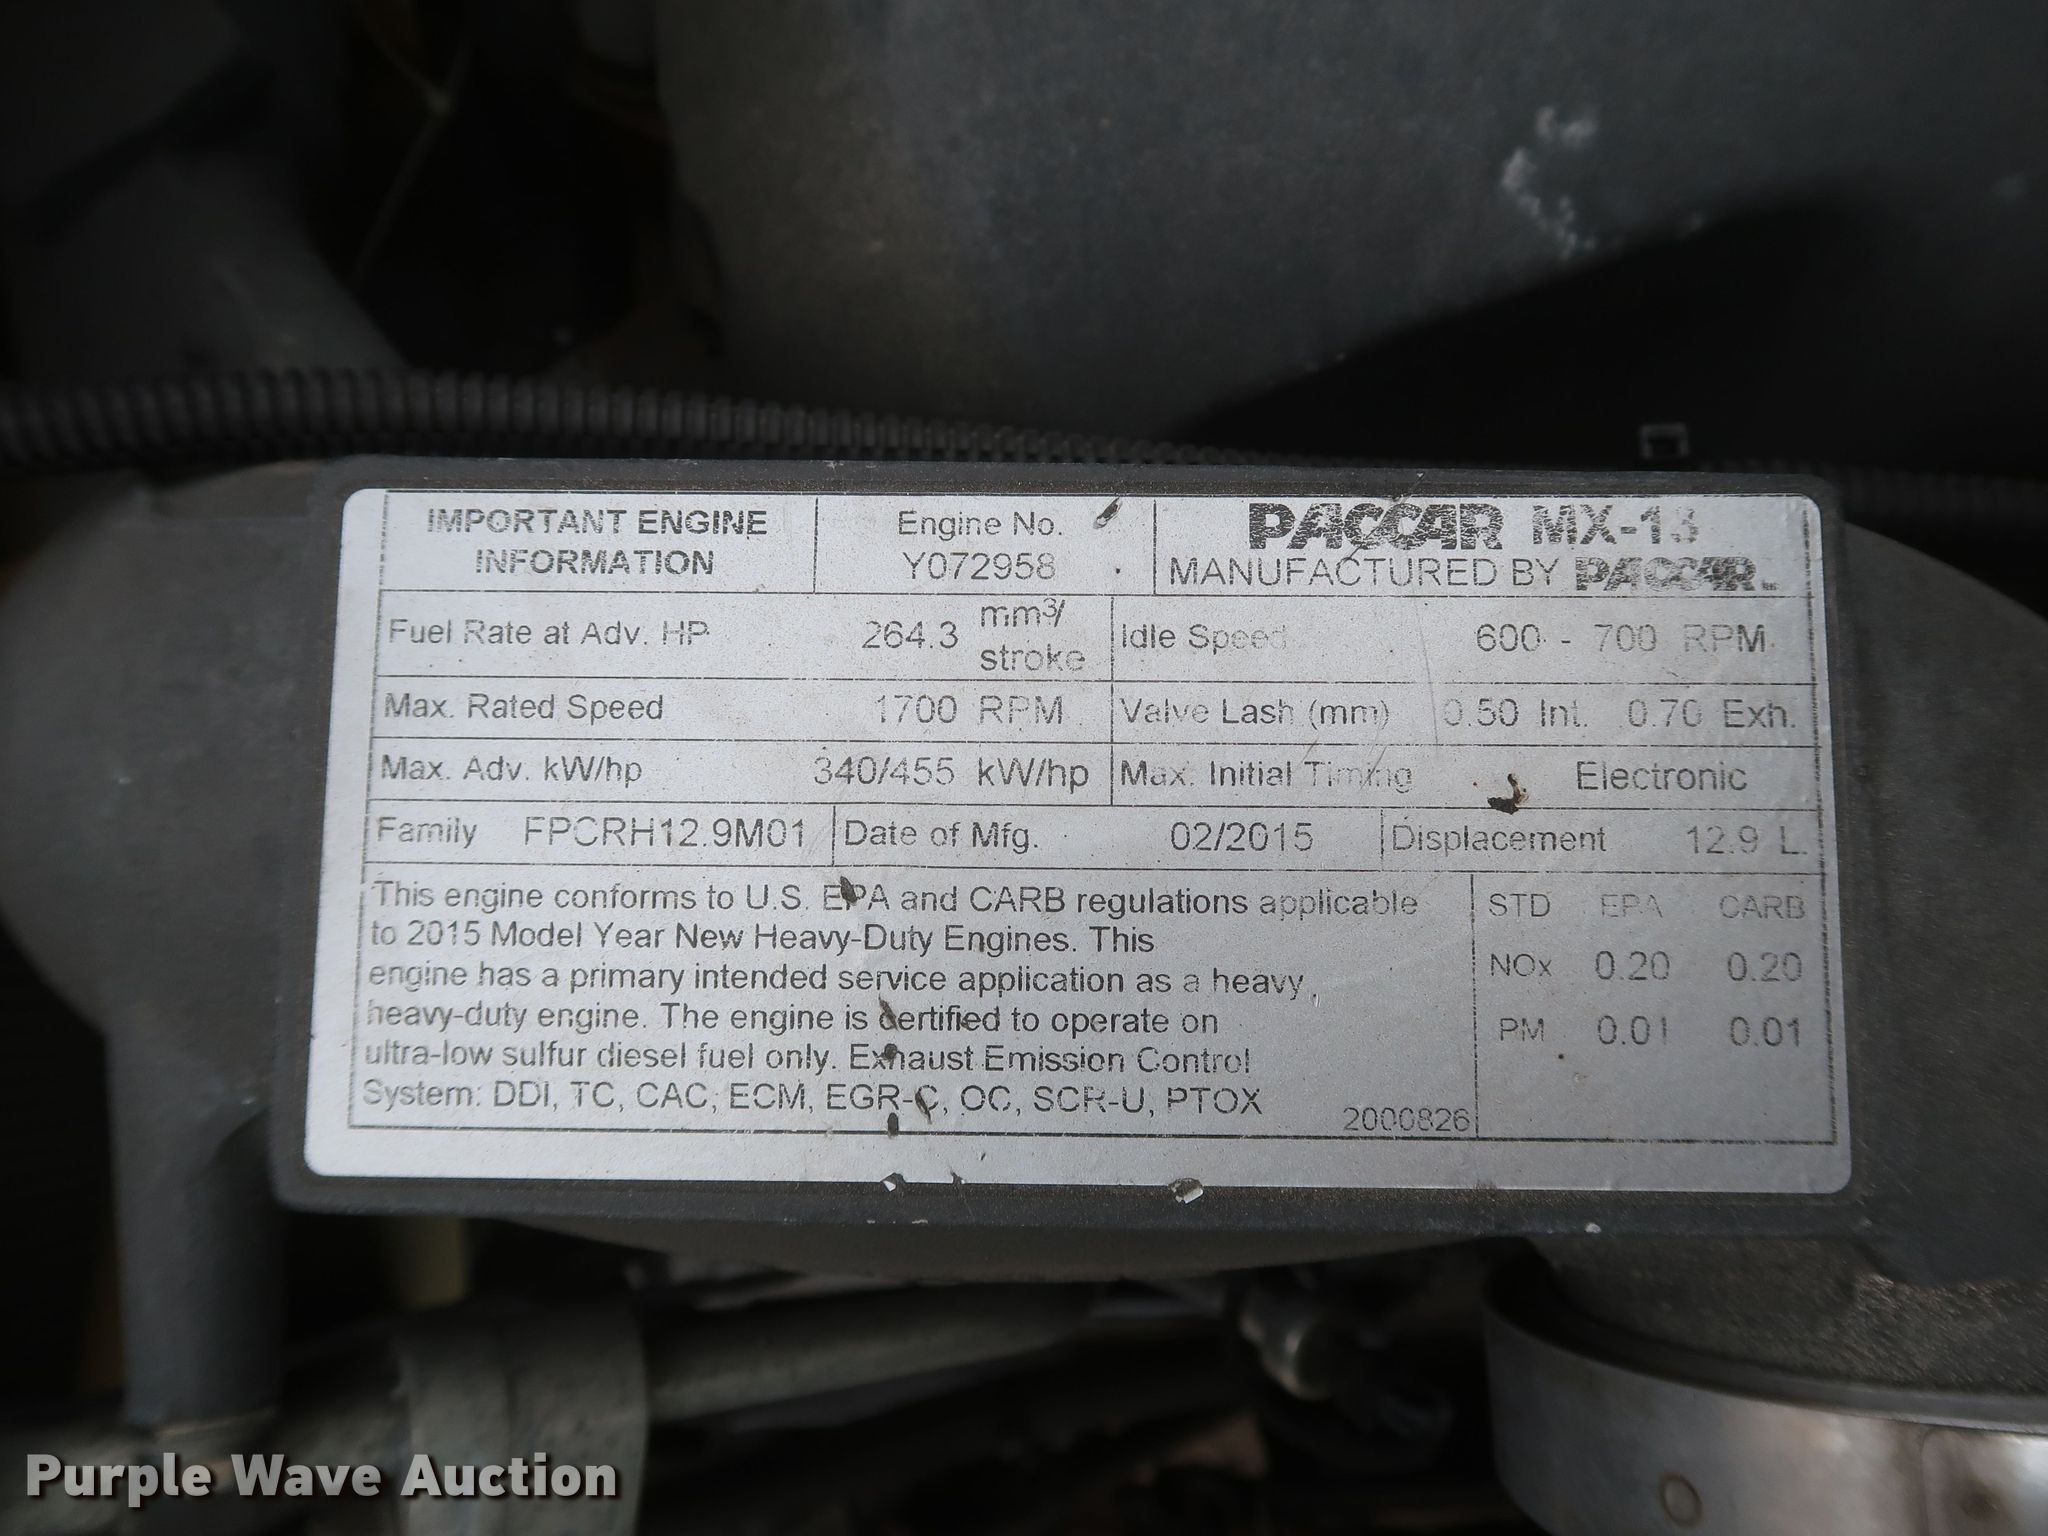 IMPORTANT ENGINE
INFORMATION
Engine No.
Y072958
PACCAR MX-13
MANUFACTURED BY PACCAR
Fuel Rate at Adv. HP 264.3 mm3/
stroke
Idle Speed 600 - 700 RPM
Max. Rated Speed 1700 RPM
Valve Lash (mm) 0.50 Int. 0.70 Exh.
Max. Adv. kW/hp 340/455 kW/hp
Max. Initial Timing Electronic
Family FPCRH12.9M01
Date of Mfg. 02/2015
Displacement 12.9 L.
This engine conforms to U.S. EPA and CARB regulations applicable
to 2015 Model Year New Heavy-Duty Engines. This
engine has a primary intended service application as a heavy
heavy-duty engine. The engine is certified to operate on
ultra-low sulfur diesel fuel only. Exhaust Emission Control
System: DDI, TC, CAC, ECM, EGR-C, OC, SCR-U, PTOX
2000826
STD EPA CARB
NOx 0.20 0.20
PM 0.01 0.01
Purple Wave Auction